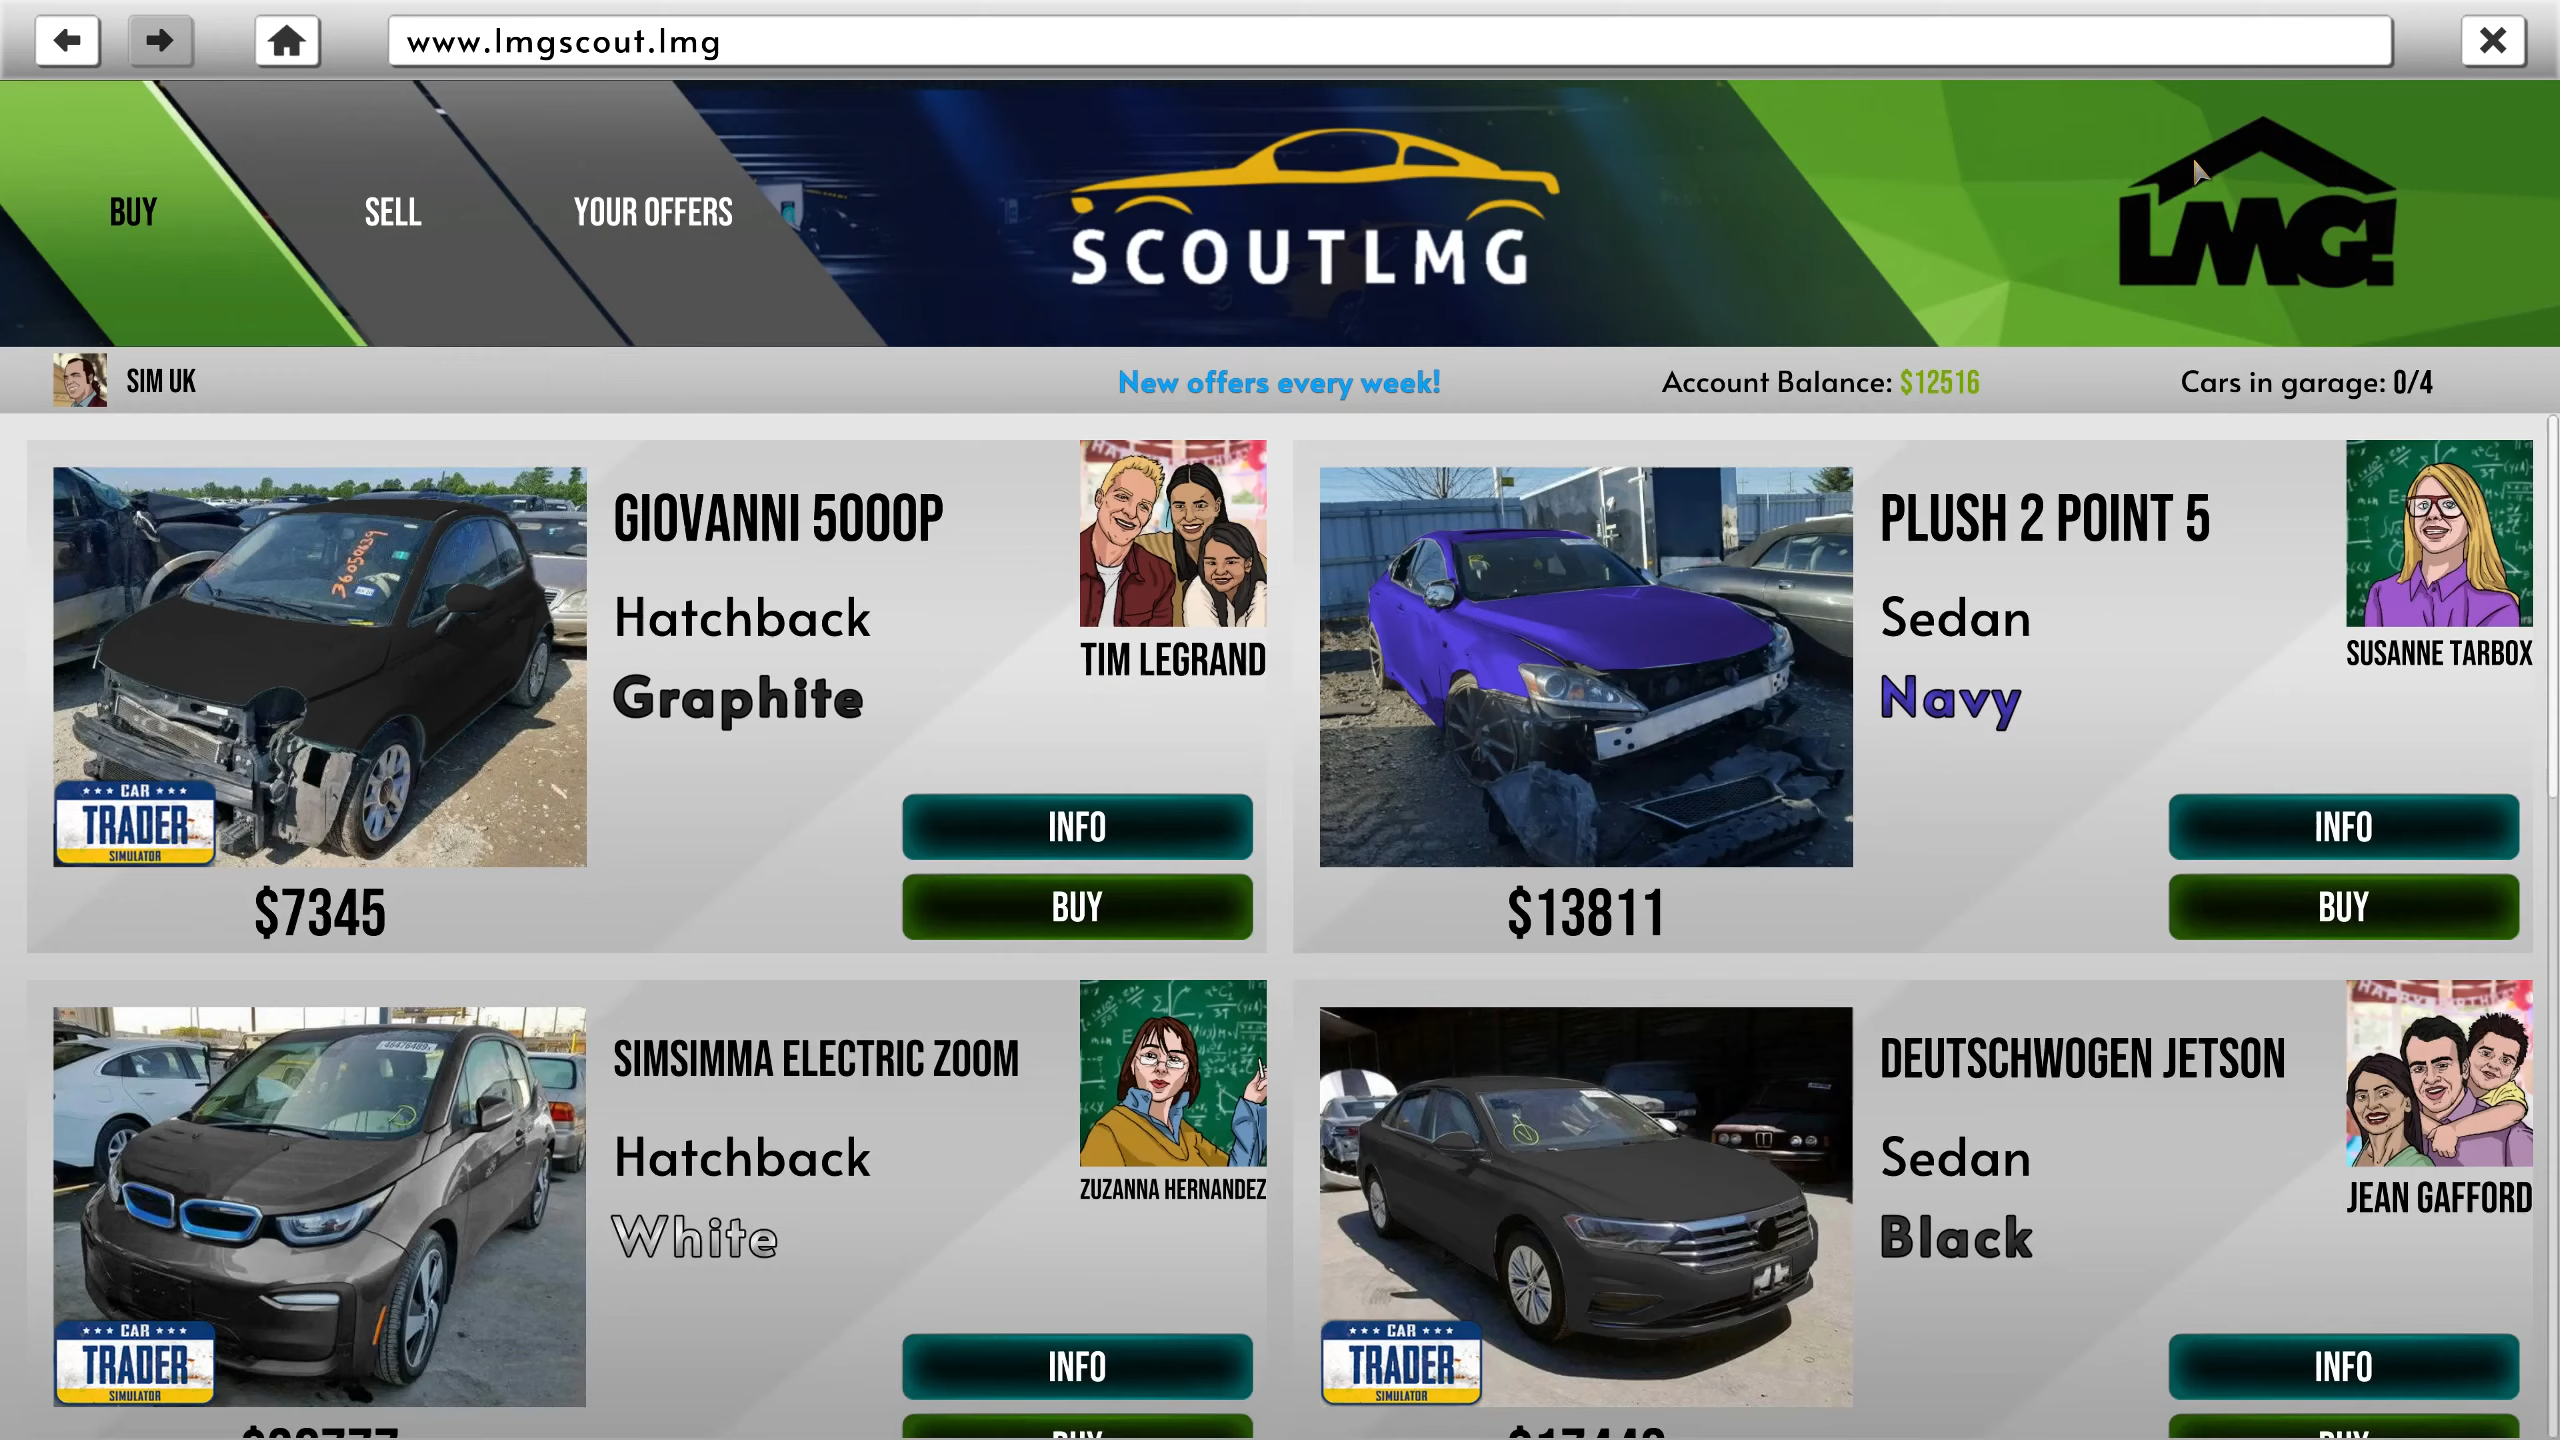 www.lmgscout.lmg
BUY
SELL
YOUR OFFERS
SCOUTLMG
LMG!
SIM UK
New offers every week!
Account Balance: $12516
Cars in garage: 0/4
GIOVANNI 5000P
Hatchback
Graphite
TIM LEGRAND
CAR
TRADER
SIMULATOR
$7345
INFO
BUY
PLUSH 2 POINT 5
Sedan
Navy
SUSANNE TARBOX
$13811
INFO
BUY
SIMSIMMA ELECTRIC ZOOM
Hatchback
White
ZUZANNA HERNANDEZ
CAR
TRADER
SIMULATOR
INFO
BUY
DEUTSCHWOGEN JETSON
Sedan
Black
JEAN GAFFORD
CAR
TRADER
SIMULATOR
INFO
BUY